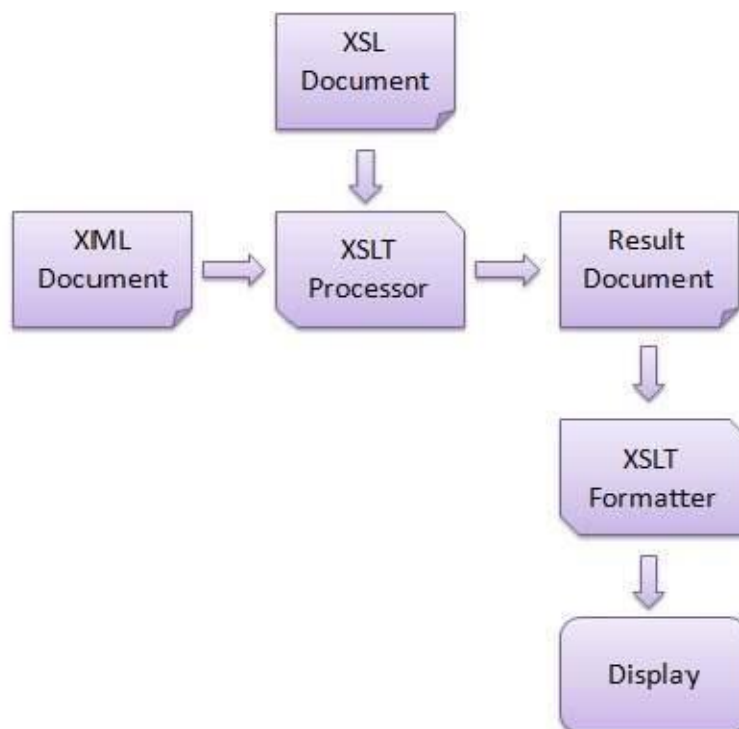 XSL
Document
XML
Document
XSLT
Processor
Result
Document
XSLT
Formatter
Display